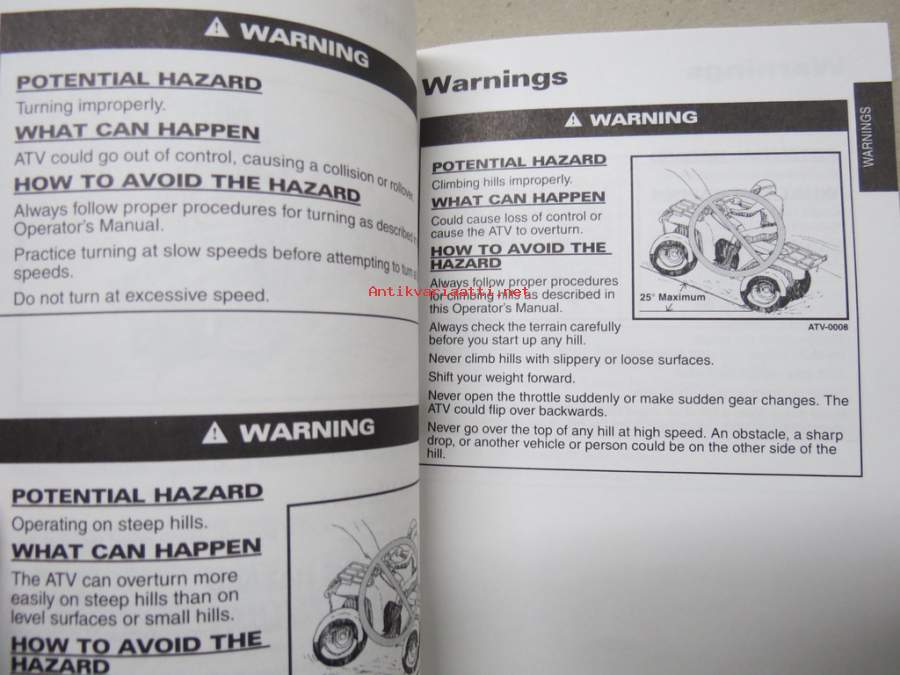 WARNING
POTENTIAL HAZARD
Turning improperly.
WHAT CAN HAPPEN
ATV could go out of control, causing a collision or rollover.
HOW TO AVOID THE HAZARD
Always follow proper procedures for turning as described in
Operator's Manual.
Practice turning at slow speeds before attempting to turn
speeds.
Do not turn at excessive speed.
WARNING
POTENTIAL HAZARD
Operating on steep hills.
WHAT CAN HAPPEN
The ATV can overturn more
easily on steep hills than on
level surfaces or small hills.
HOW TO AVOID THE
HAZARD
Warnings
WARNING
POTENTIAL HAZARD
Climbing hills improperly.
WHAT CAN HAPPEN
Could cause loss of control or
cause the ATV to overturn.
HOW TO AVOID THE
HAZARD
Always follow proper procedures
for climbing hills as described in
this Operator's Manual.
Always check the terrain carefully
before you start up any hill.
25° Maximum
ATV-0008
Never climb hills with slippery or loose surfaces.
Shift your weight forward.
Never open the throttle suddenly or make sudden gear changes. The
ATV could flip over backwards.
Never go over the top of any hill at high speed. An obstacle, a sharp
drop, or another vehicle or person could be on the other side of the
hill.
WARNINGS
Antikvariaatti.net